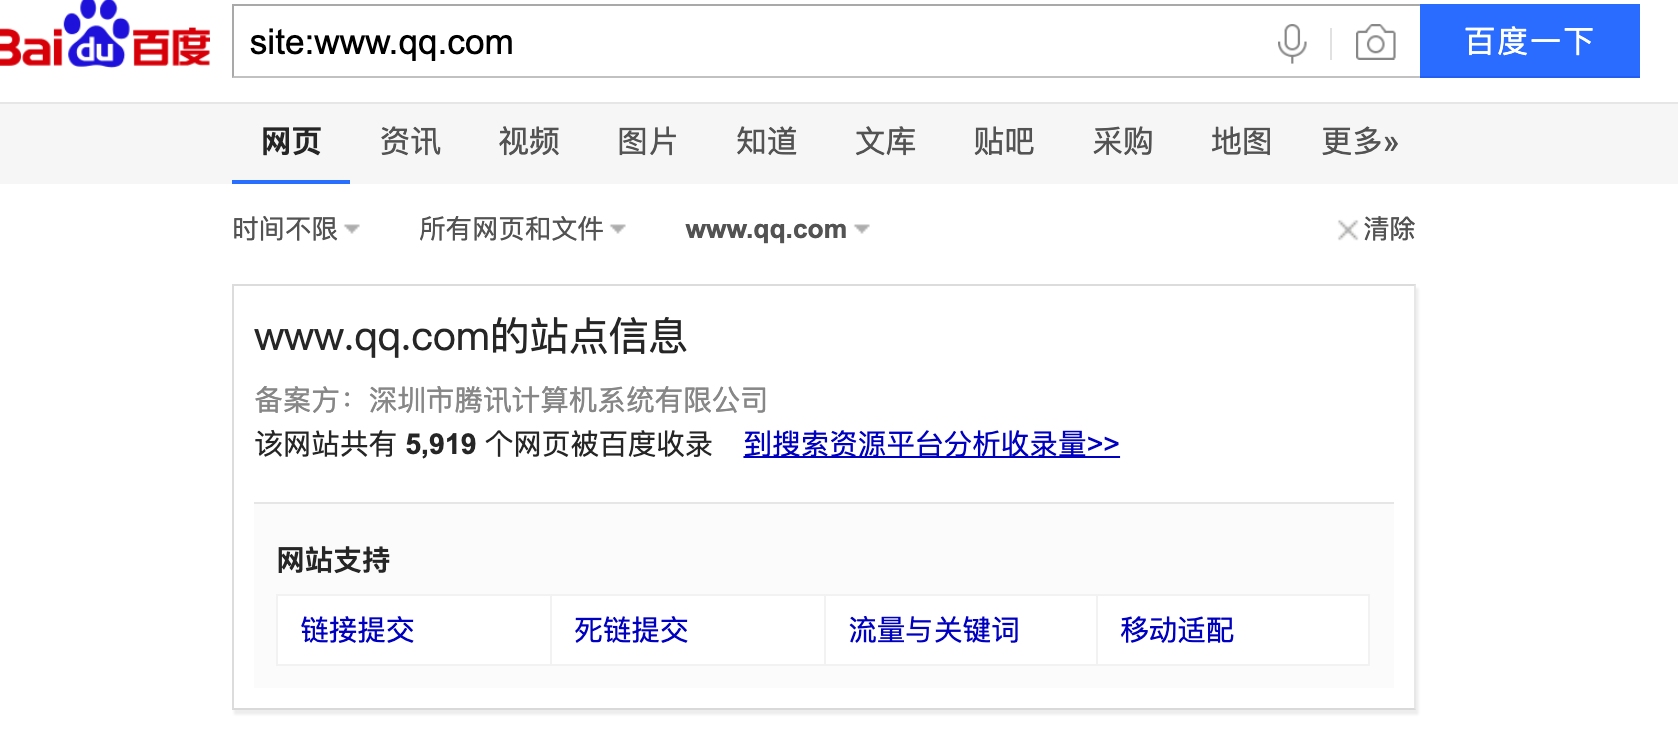 Bai du 百度 site:www.qq.com 百度一下
网页 资讯 视频 图片 知道 文库 贴吧 采购 地图 更多»
时间不限 所有网页和文件 www.qq.com 清除
www.qq.com的站点信息
备案方：深圳市腾讯计算机系统有限公司
该网站共有 5,919 个网页被百度收录 到搜索资源平台分析收录量>>
网站支持
链接提交 死链提交 流量与关键词 移动适配